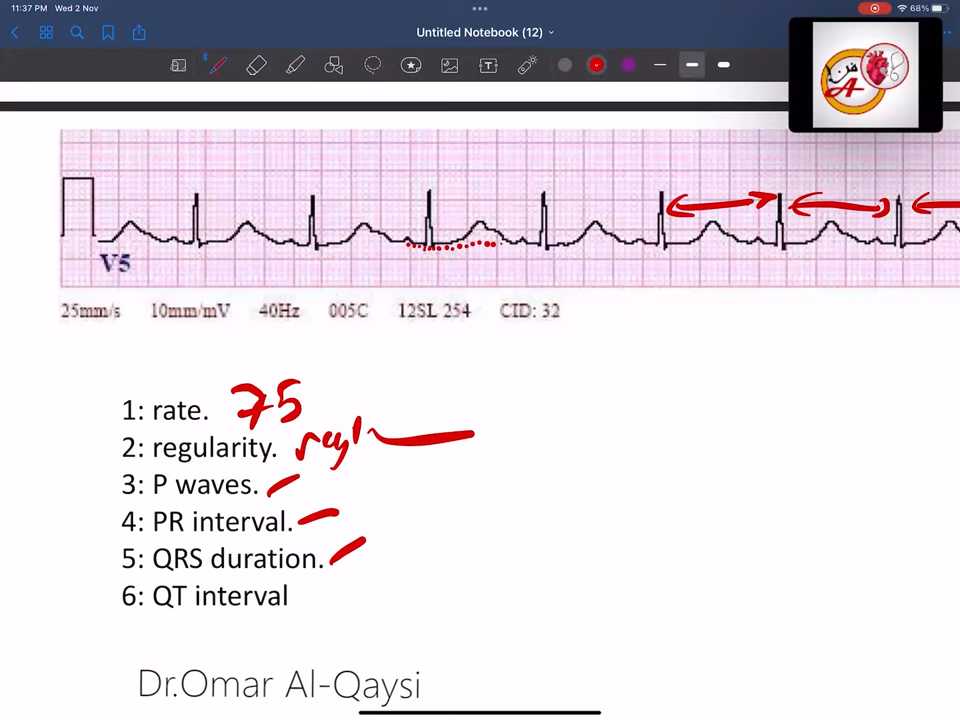 11:37 PM Wed 2 Nov
68%
Untitled Notebook (12)
فن
A
V5
25mm/s 10mm/mV 40Hz 005C 12SL 254 CID: 32
1: rate. 75
2: regularity.
3: P waves.
4: PR interval.
5: QRS duration.
6: QT interval
Dr.Omar Al-Qaysi